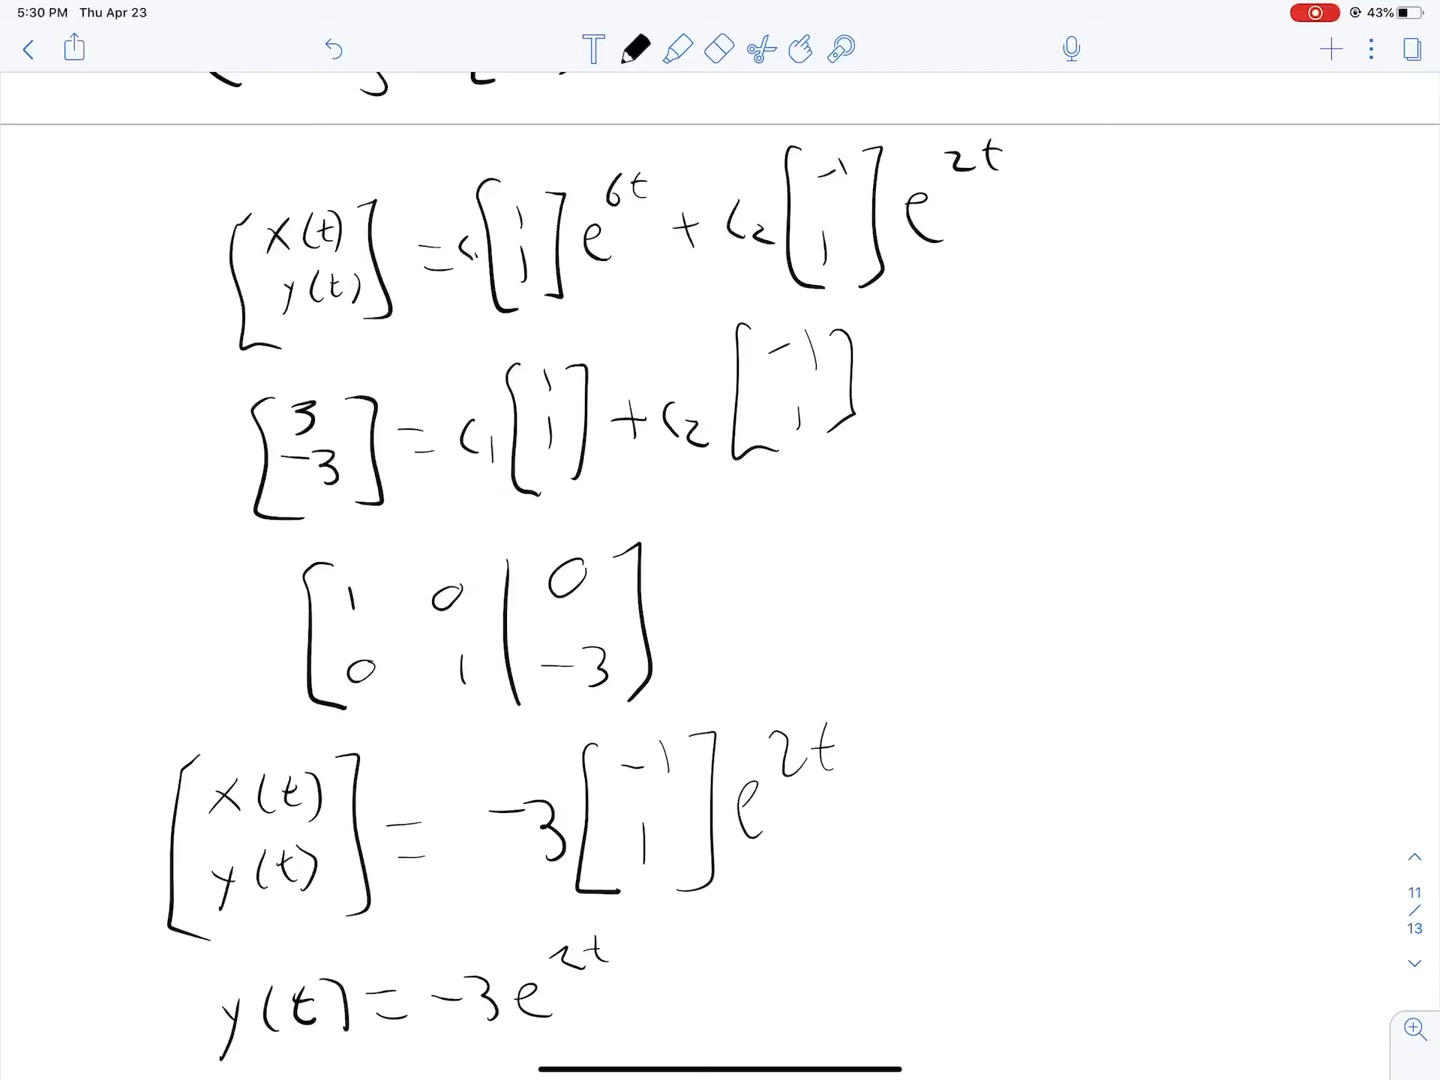 5:30 PM Thu Apr 23 43%
[x(t) y(t)] = c₁ [1 1] e^{6t} + c₂ [-1 1] e^{2t}
[3 -3] = c₁ [1 1] + c₂ [-1 1]
[1 0 | 0
0 1 | -3]
[x(t) y(t)] = -3 [-1 1] e^{2t}
y(t) = -3e^{2t}
11
/
13